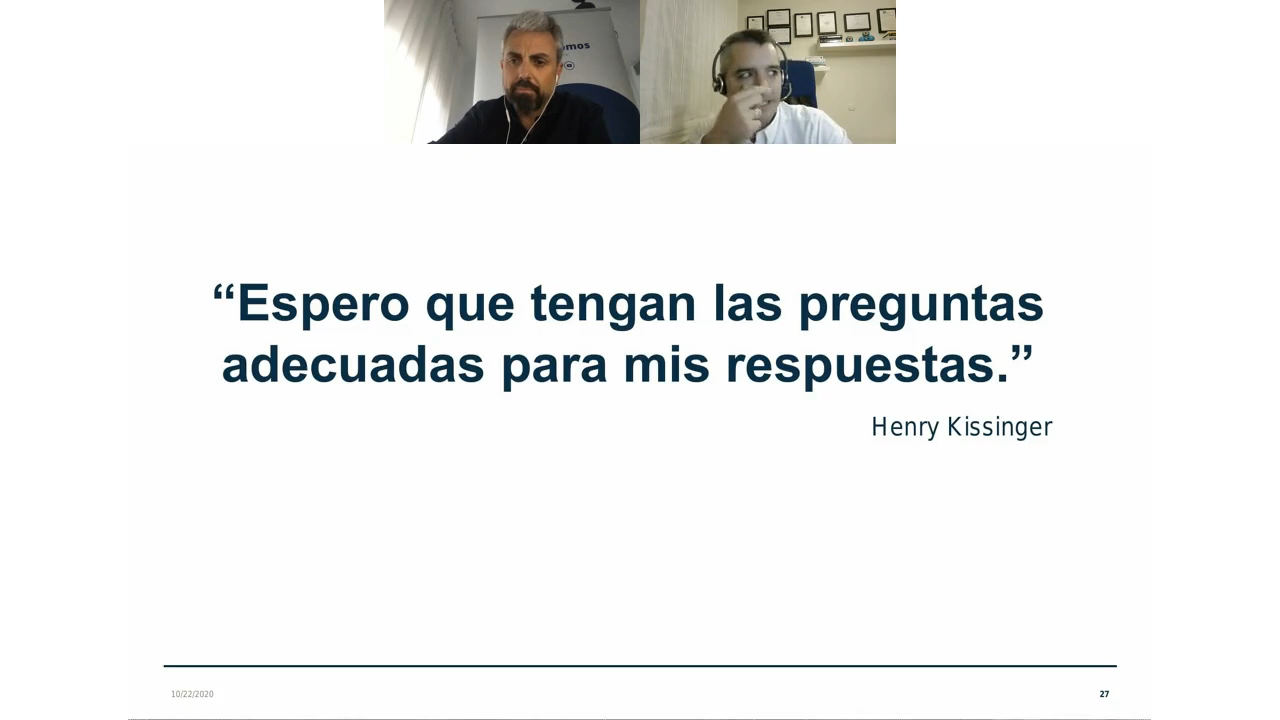 “Espero que tengan las preguntas
adecuadas para mis respuestas.”
Henry Kissinger
10/22/2020
27